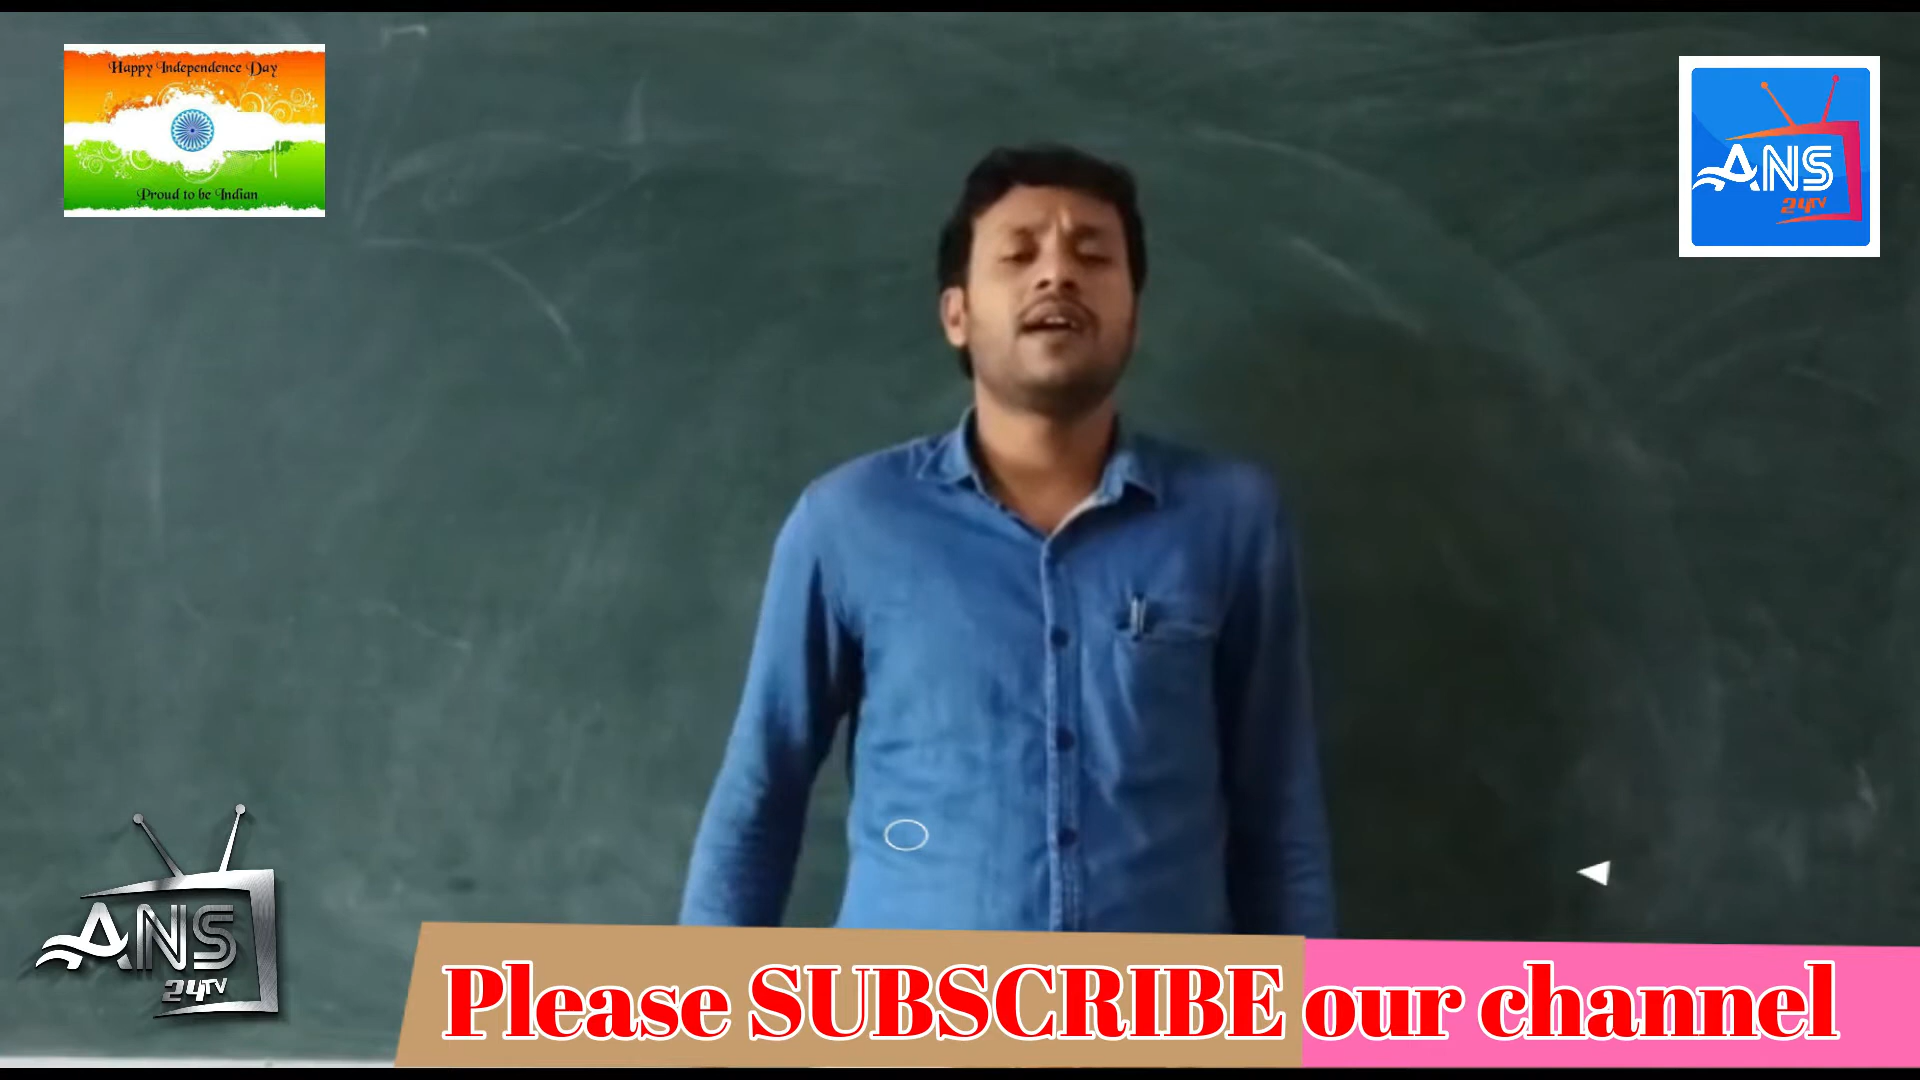 Happy Independence Day
Proud to be Indian
ANS
24TV
ANS
24TV
Please SUBSCRIBE our channel